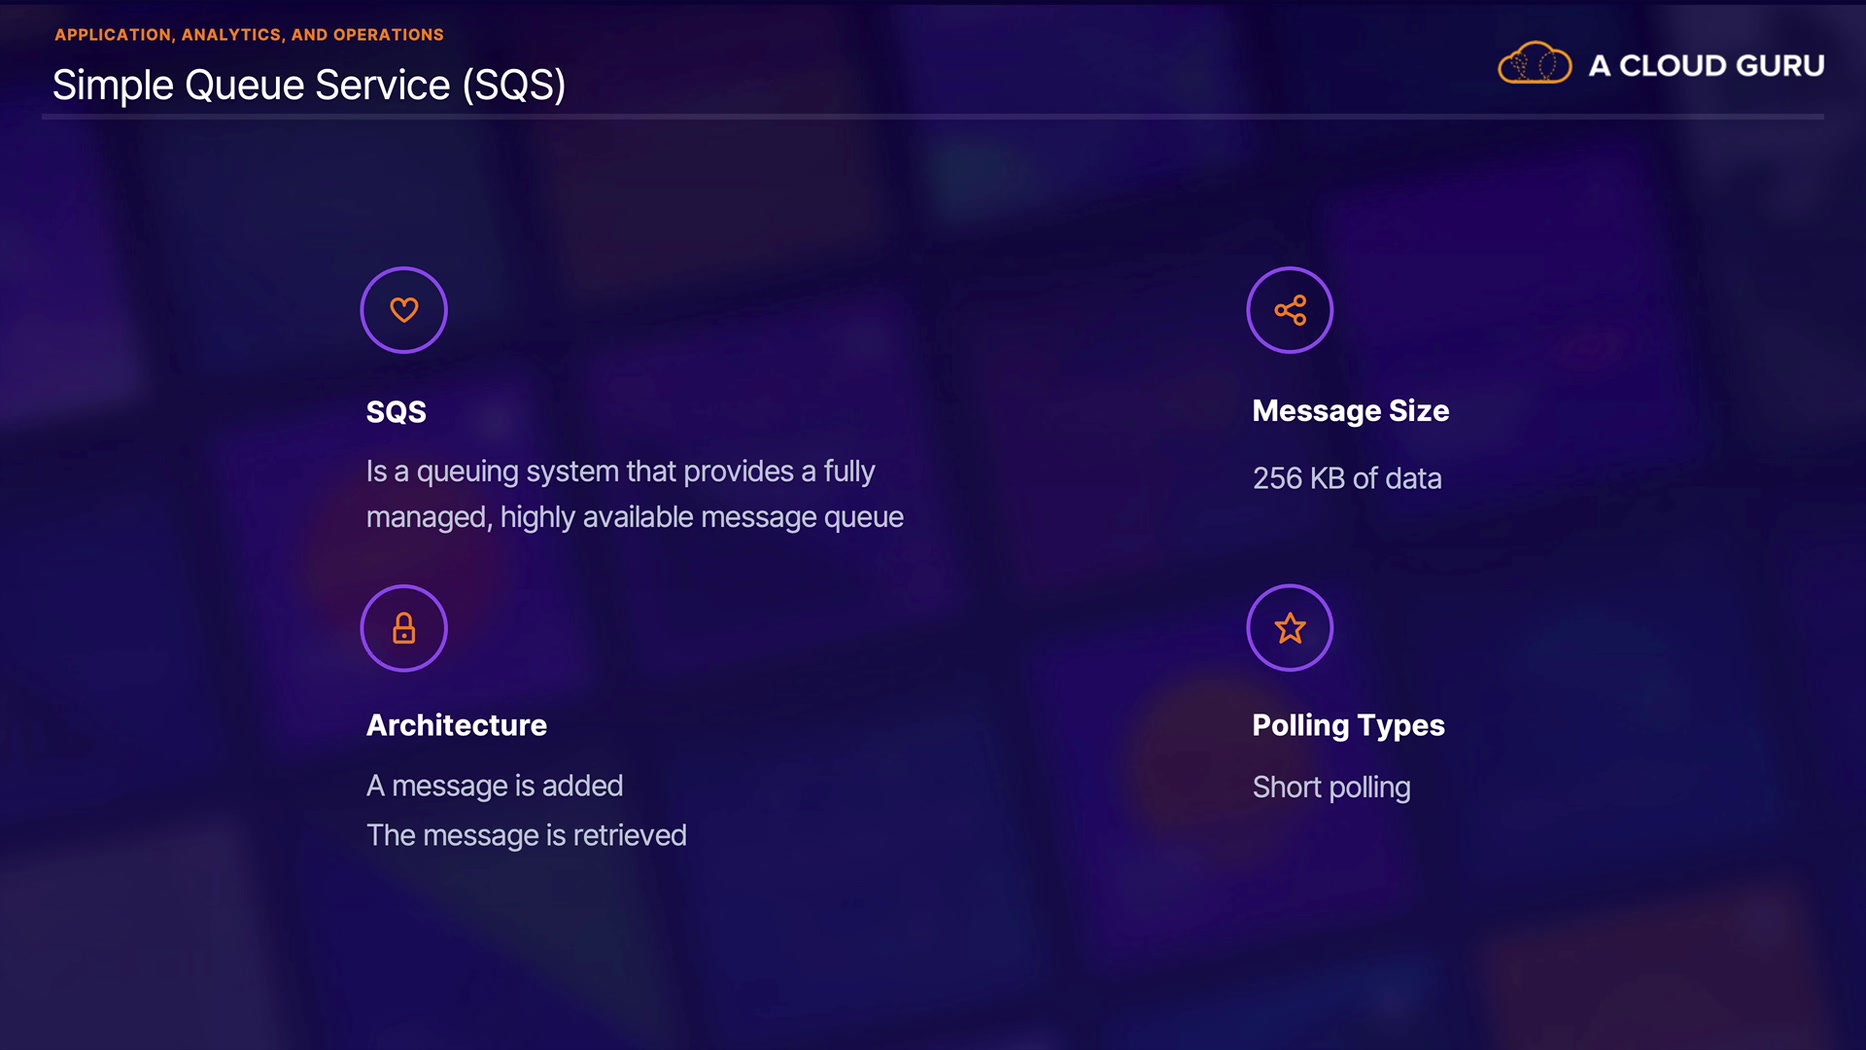 APPLICATION, ANALYTICS, AND OPERATIONS
Simple Queue Service (SQS)
A CLOUD GURU
SQS
Is a queuing system that provides a fully
managed, highly available message queue
Message Size
256 KB of data
Architecture
A message is added
The message is retrieved
Polling Types
Short polling